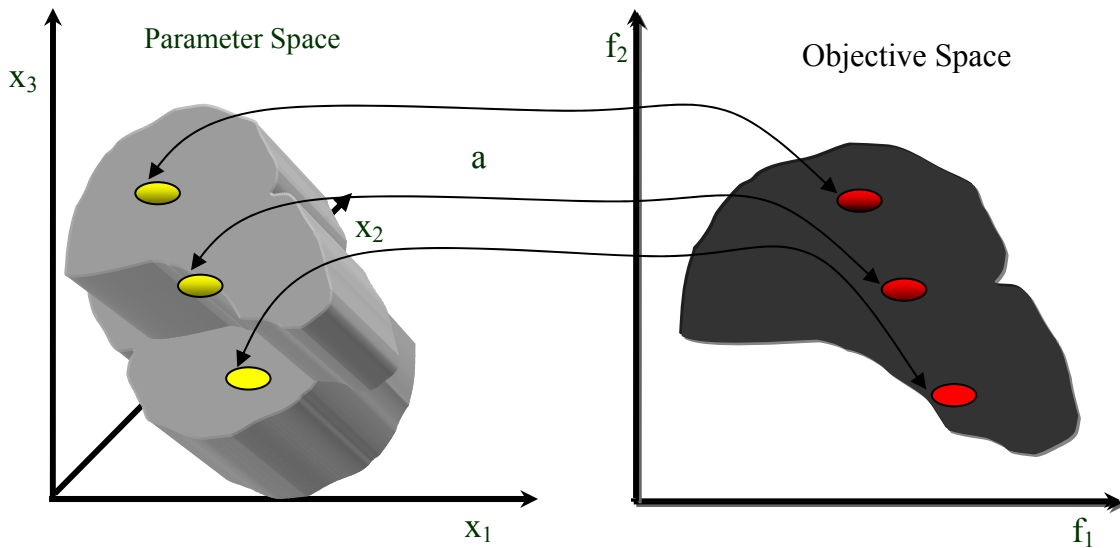 Parameter Space
x₃
x₂
x₁
a
f₂
Objective Space
f₁